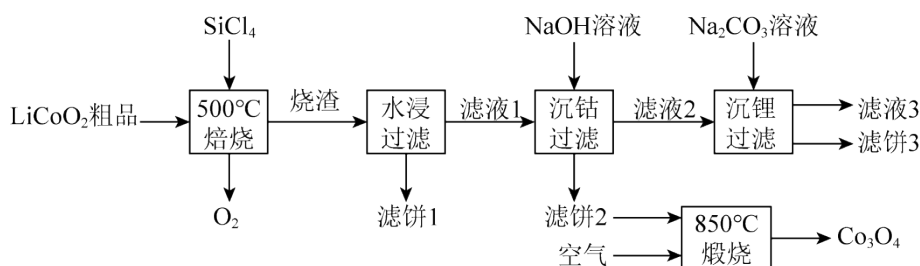 SiCl₄
NaOH溶液
Na₂CO₃溶液
LiCoO₂粗品
500℃
焙烧
烧渣
水浸
过滤
滤液1
沉钴
过滤
滤液2
沉锂
过滤
滤液3
滤饼3
O₂
滤饼1
滤饼2
空气
850℃
煅烧
Co₃O₄